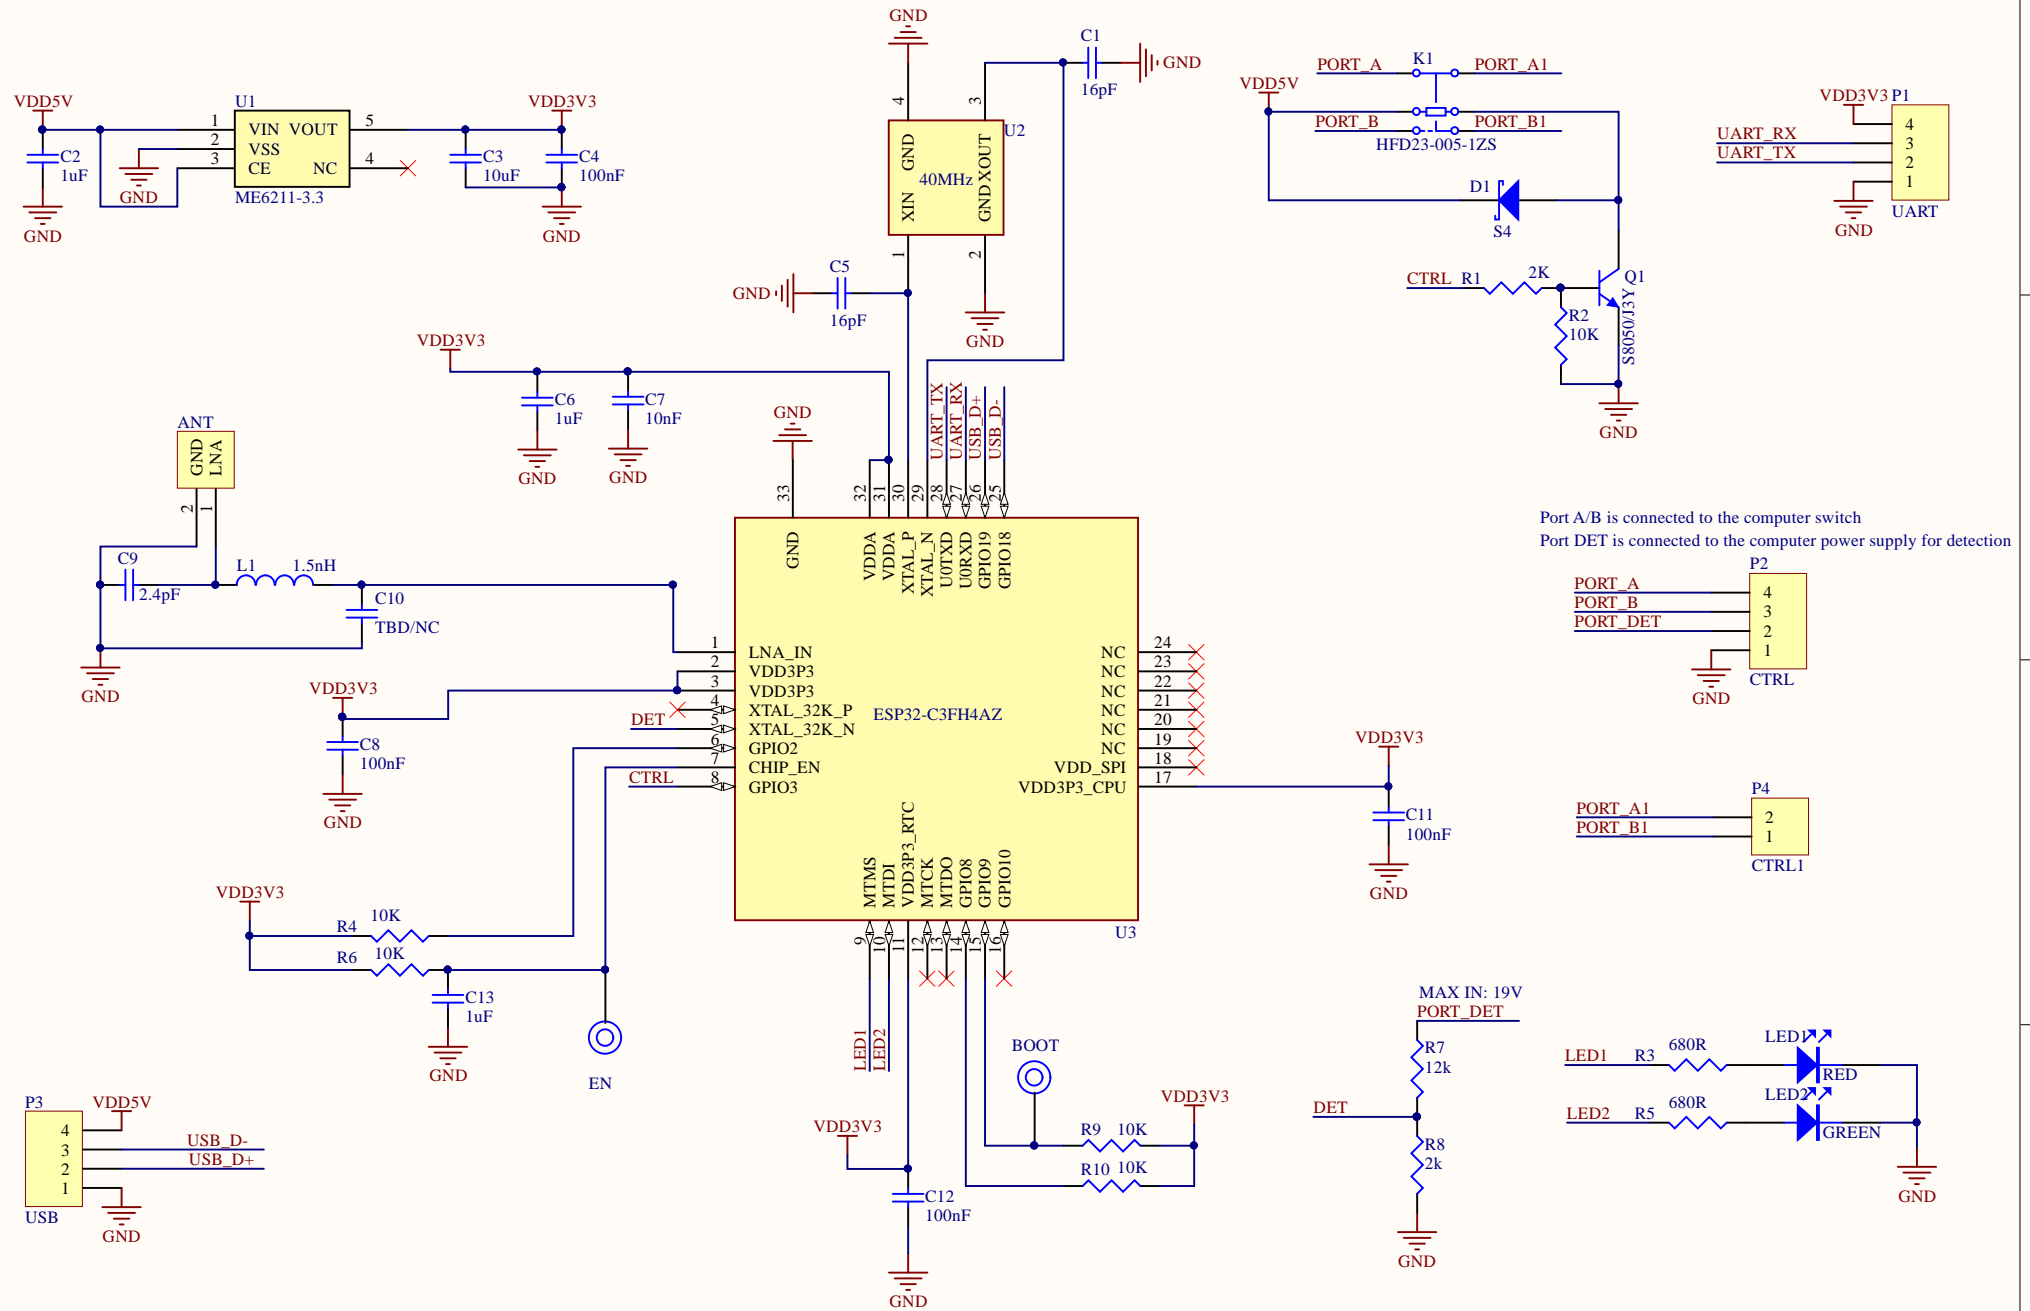 VDD5V
U1
VDD3V3
1 VIN VOUT 5
2 VSS
3 CE NC 4
C2
1uF
GND
GND
ME6211-3.3
C3
10uF
C4
100nF
GND
GND
4
3
GND
XOUT
U2
40MHz
XIN
GND
1
2
C1
16pF
GND
GND
C5
16pF
GND
VDD5V
PORT_A
K1
PORT_A1
PORT_B
PORT_B1
HFD23-005-1ZS
D1
S4
CTRL
R1
2K
Q1
S8050/J3Y
R2
10K
GND
VDD3V3
P1
UART_RX
UART_TX
4
3
2
1
GND
UART
VDD3V3
C6
1uF
GND
C7
10nF
GND
GND
UART_TX
UART_RX
USB_D+
USB_D-
33
32
31
30
29
28
27
26
25
GND
VDDA
VDDA
XTAL_P
XTAL_N
U0TXD
U0RXD
GPIO19
GPIO18
ANT
GND
LNA
2
1
C9
2.4pF
L1
1.5nH
C10
TBD/NC
GND
VDD3V3
C8
100nF
GND
DET
CTRL
1 LNA_IN
2 VDD3P3
3 VDD3P3
4 XTAL_32K_P
5 XTAL_32K_N
6 GPIO2
7 CHIP_EN
8 GPIO3
ESP32-C3FH4AZ
NC 24
NC 23
NC 22
NC 21
NC 20
NC 19
VDD_SPI 18
VDD3P3_CPU 17
MTMS
MTDI
VDD3P3_RTC
MTCK
MTDO
GPIO8
GPIO9
GPIO10
U3
9
10
11
12
13
14
15
16
LED1
LED2
VDD3V3
C11
100nF
GND
Port A/B is connected to the computer switch
Port DET is connected to the computer power supply for detection
P2
PORT_A 4
PORT_B 3
PORT_DET 2
1
GND
CTRL
P4
PORT_A1 2
PORT_B1 1
CTRL1
VDD3V3
R4
10K
R6
10K
C13
1uF
GND
EN
P3
VDD5V
4
3 USB_D-
2 USB_D+
1
USB
GND
VDD3V3
C12
100nF
GND
BOOT
VDD3V3
R9 10K
R10 10K
MAX IN: 19V
PORT_DET
R7
12k
DET
R8
2k
GND
LED1 R3 680R LED1
RED
LED2 R5 680R LED2
GREEN
GND